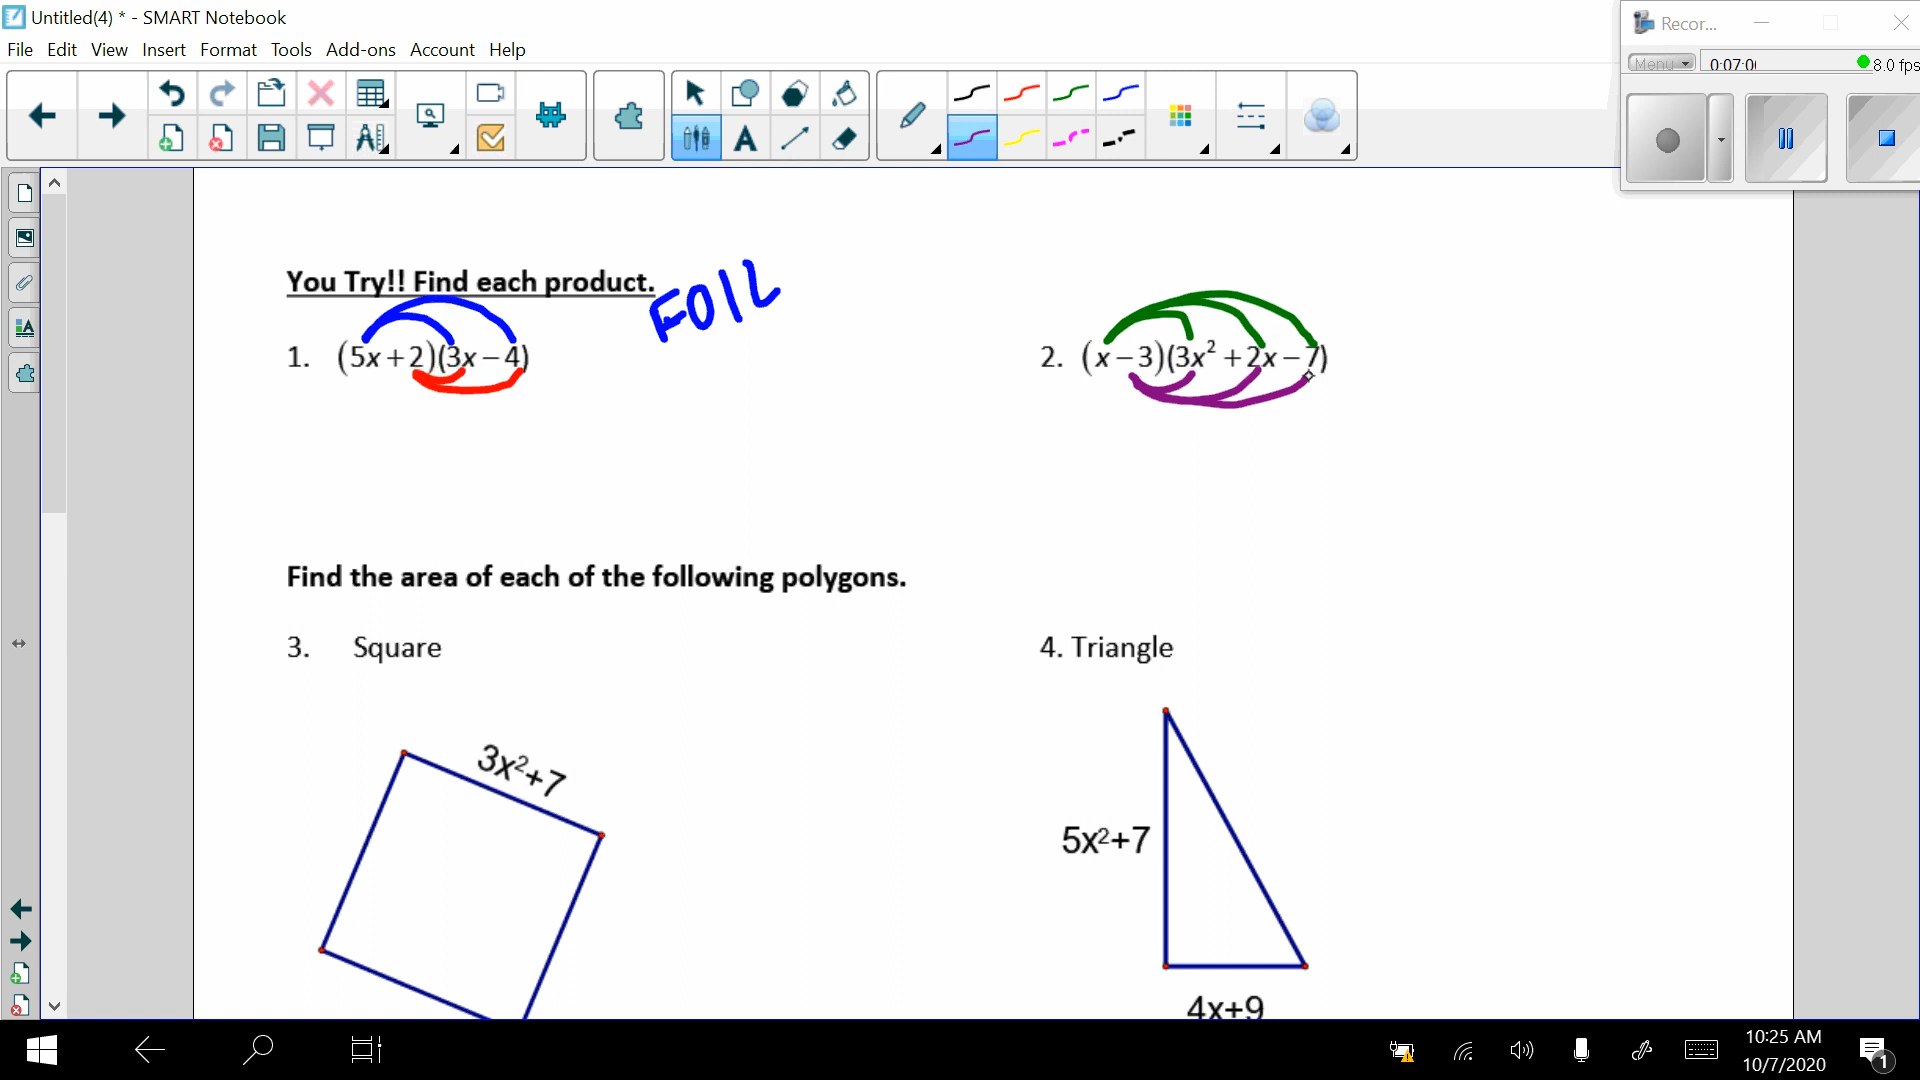 Untitled(4) * - SMART Notebook
Recor...
File Edit View Insert Format Tools Add-ons Account Help
Menu
8.0 fps
You Try!! Find each product.
FOIL
1. (5x+2)(3x−4)
2. (x−3)(3x²+2x−7)
Find the area of each of the following polygons.
3. Square
4. Triangle
3x²+7
5x²+7
4x+9
10:25 AM
10/7/2020
1